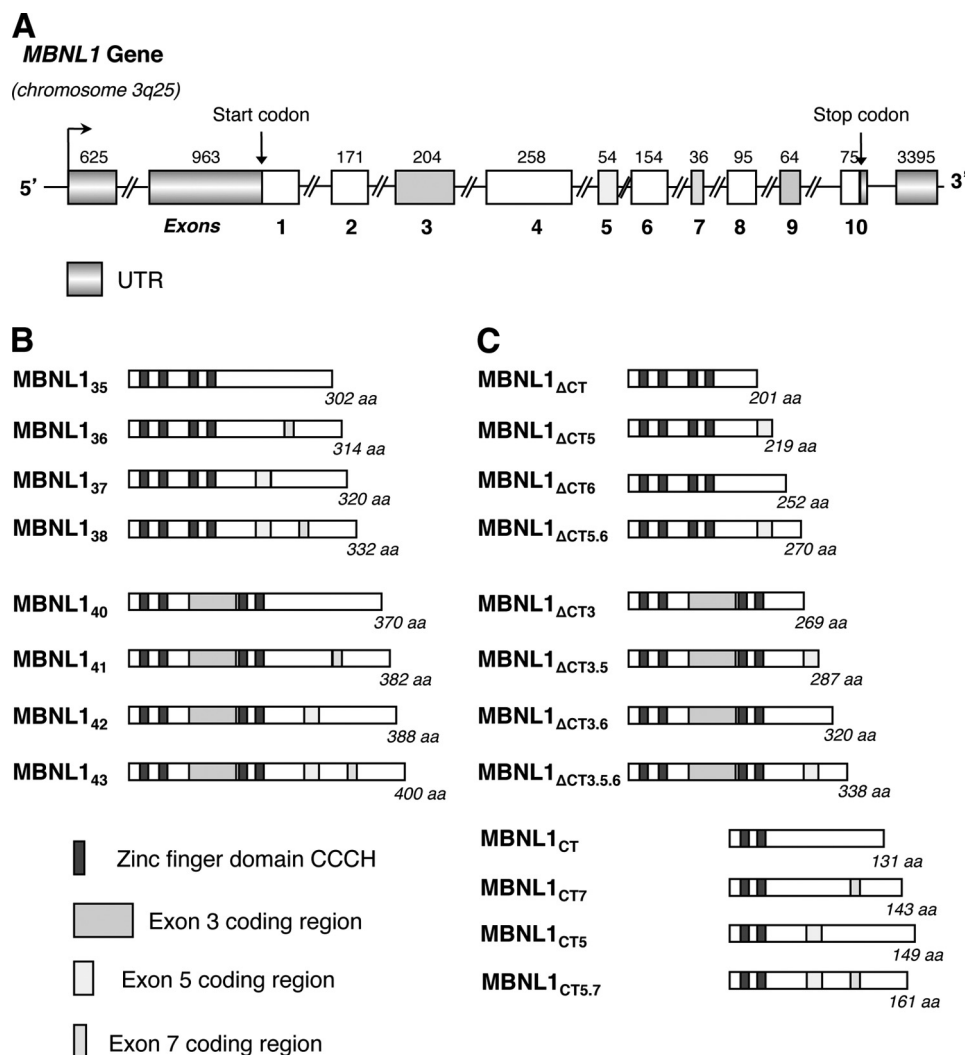 A
MBNL1 Gene
(chromosome 3q25)
Start codon
Stop codon
625 963 171 204 258 54 154 36 95 64 75 3395
5' 3'
Exons 1 2 3 4 5 6 7 8 9 10
UTR
B
MBNL1₃₅
302 aa
MBNL1₃₆
314 aa
MBNL1₃₇
320 aa
MBNL1₃₈
332 aa
MBNL1₄₀
370 aa
MBNL1₄₁
382 aa
MBNL1₄₂
388 aa
MBNL1₄₃
400 aa
Zinc finger domain CCCH
Exon 3 coding region
Exon 5 coding region
Exon 7 coding region
C
MBNL1ΔCT
201 aa
MBNL1ΔCT5
219 aa
MBNL1ΔCT6
252 aa
MBNL1ΔCT5.6
270 aa
MBNL1ΔCT3
269 aa
MBNL1ΔCT3.5
287 aa
MBNL1ΔCT3.6
320 aa
MBNL1ΔCT3.5.6
338 aa
MBNL1CT
131 aa
MBNL1CT7
143 aa
MBNL1CT5
149 aa
MBNL1CT5.7
161 aa